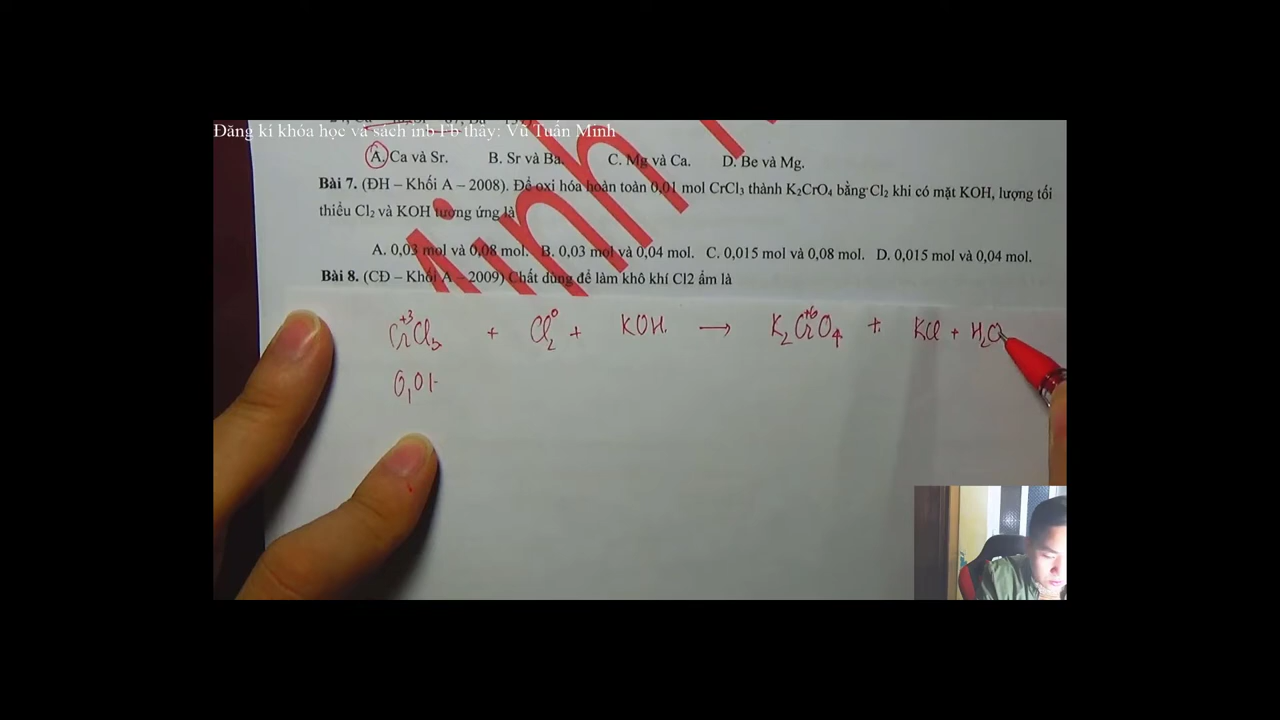 Đăng kí khóa học và sách inb Fb thầy: Vũ Tuấn Minh
A. Ca và Sr. B. Sr và Ba. C. Mg và Ca. D. Be và Mg.
Bài 7. (ĐH – Khối A – 2008). Để oxi hóa hoàn toàn 0,01 mol CrCl₃ thành K₂CrO₄ bằng Cl₂ khi có mặt KOH, lượng tối
thiểu Cl₂ và KOH tương ứng là
A. 0,03 mol và 0,08 mol. B. 0,03 mol và 0,04 mol. C. 0,015 mol và 0,08 mol. D. 0,015 mol và 0,04 mol.
Bài 8. (CĐ – Khối A – 2009) Chất dùng để làm khô khí Cl2 ẩm là
Minh
+3 0 +6
CrCl₃ + Cl₂ + KOH. → K₂CrO₄ + KCl + H₂O
0,01